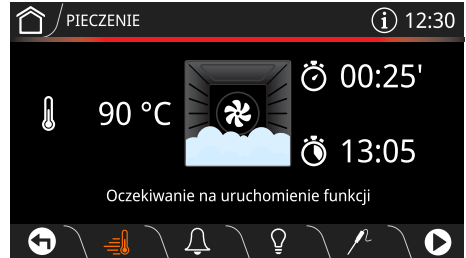 PIECZENIE
12:30
00:25'
90 °C
13:05
Oczekiwanie na uruchomienie funkcji